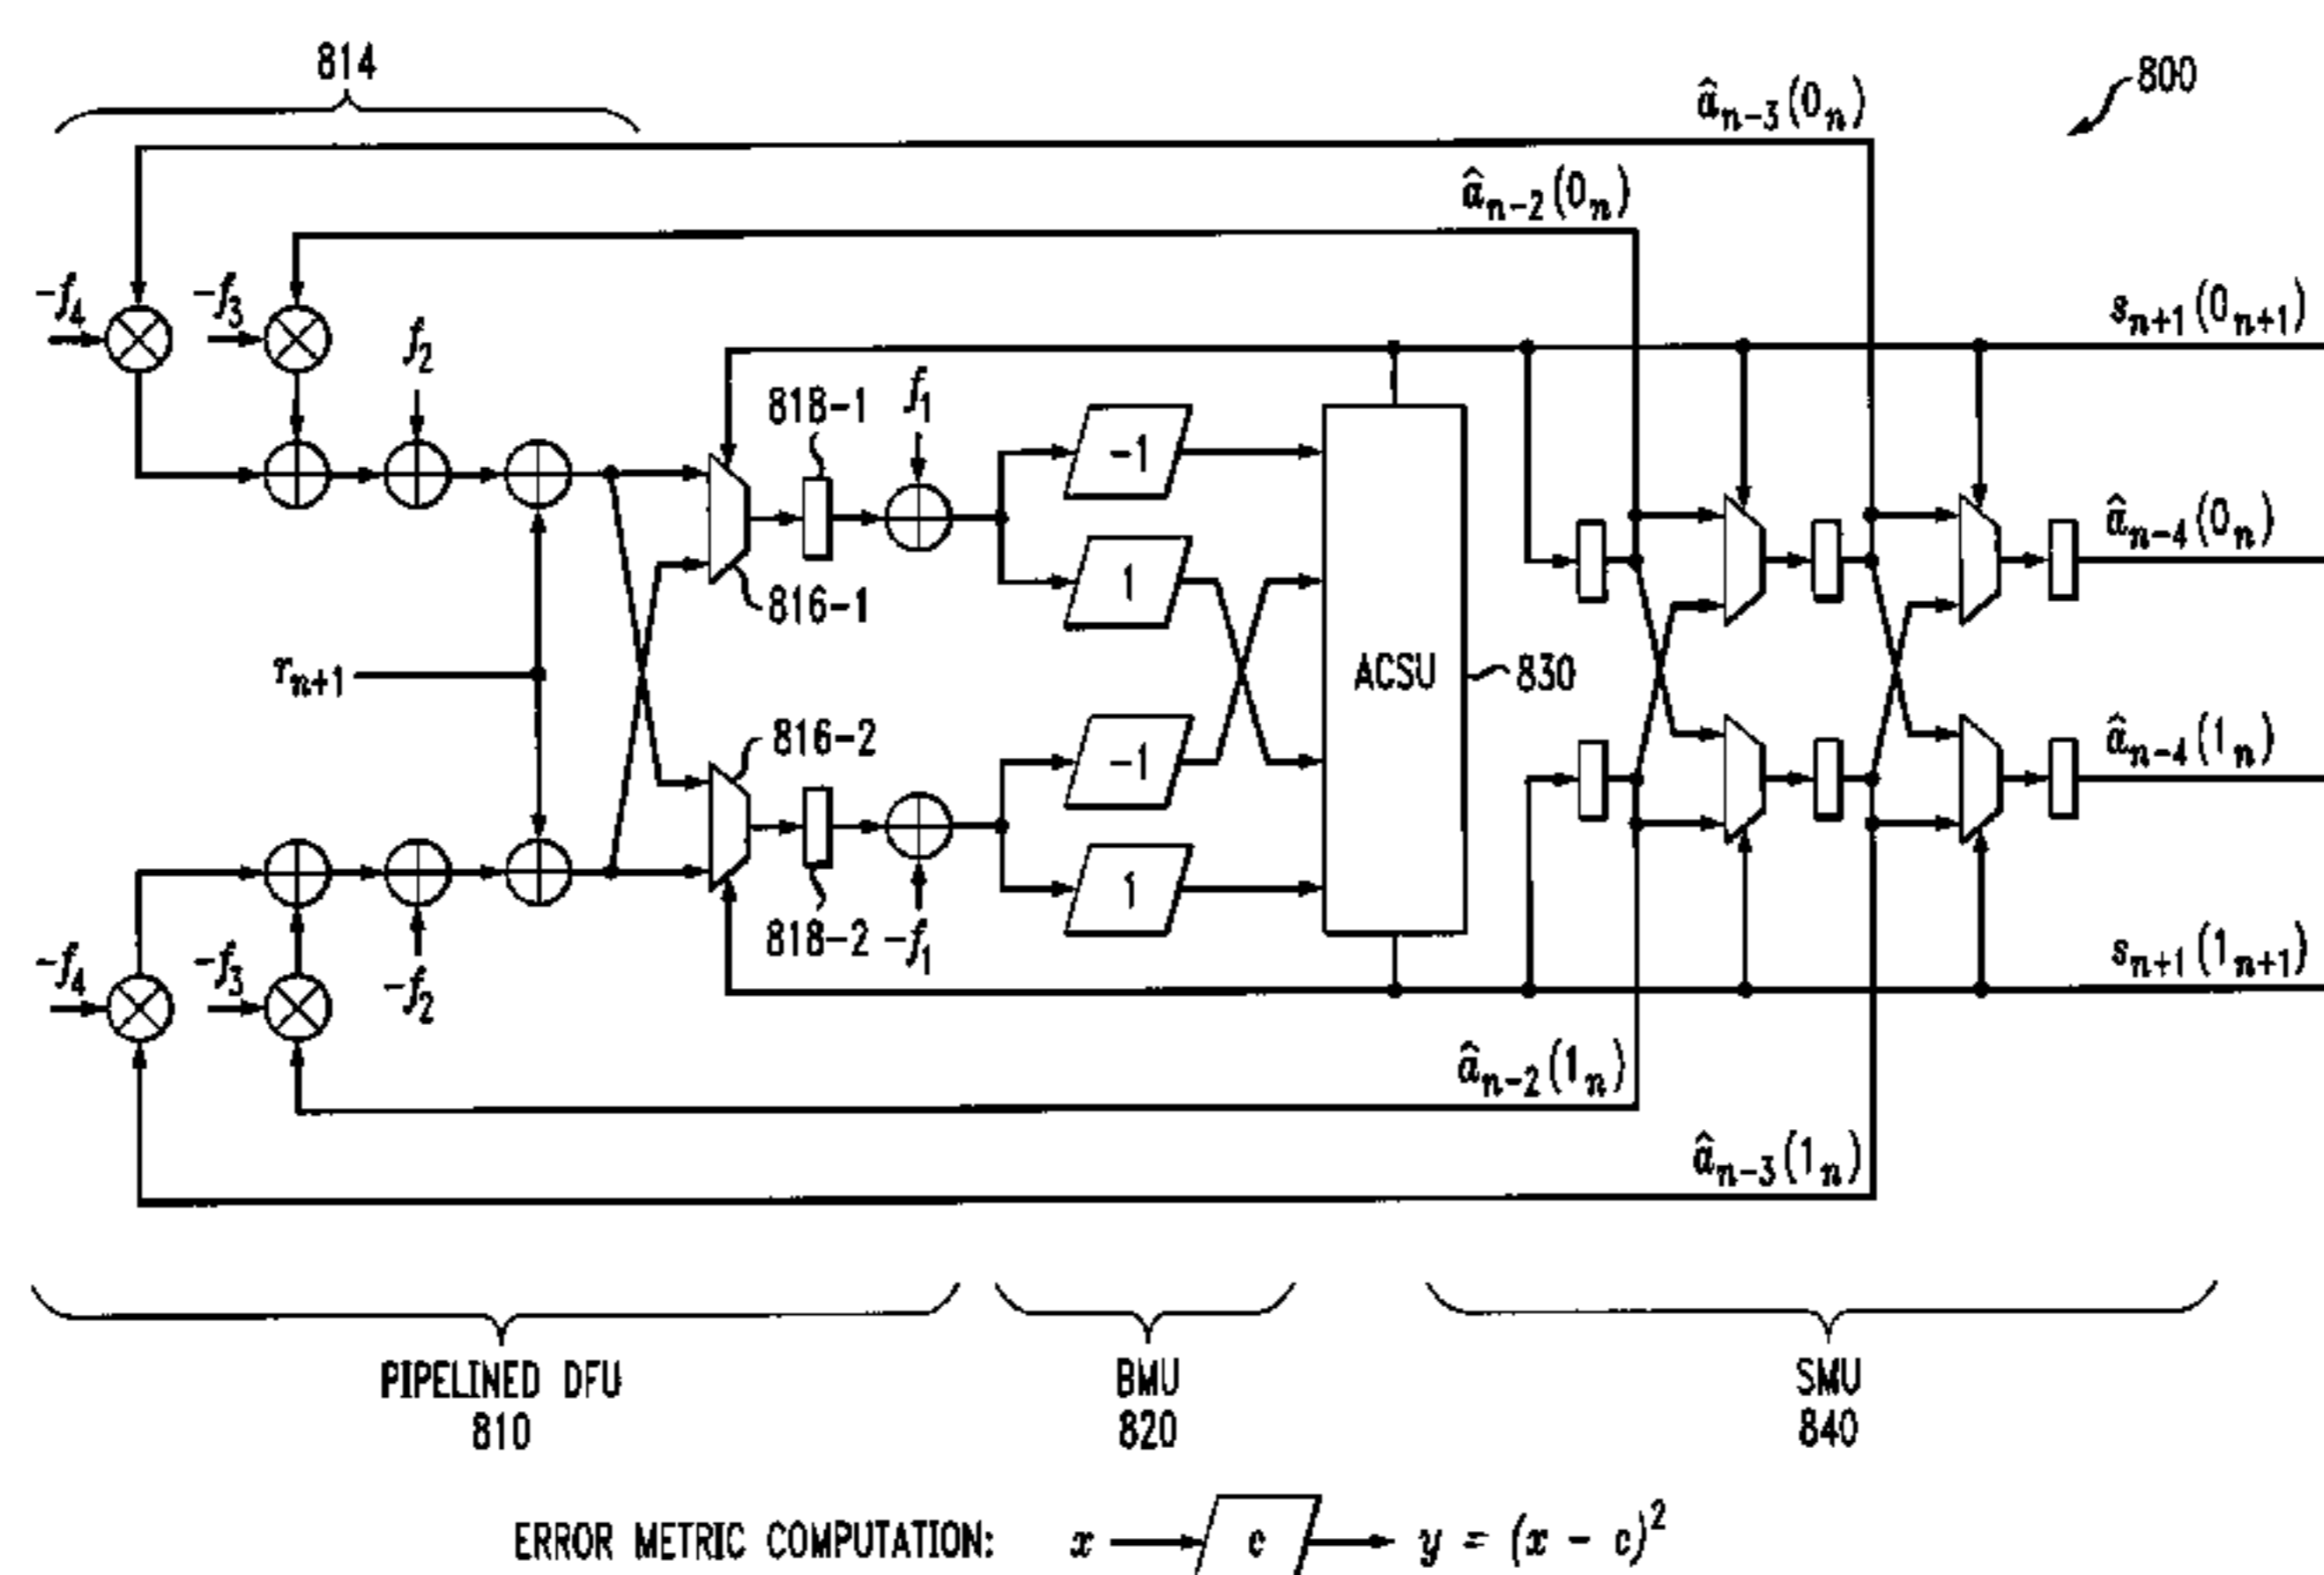 814
800
â_{n-3}(0_n)
â_{n-2}(0_n)
-f_4
-f_3
f_2
s_{n+1}(0_{n+1})
818-1
f_1
-1
1
816-1
â_{n-4}(0_n)
r_{n+1}
ACSU
830
816-2
-1
1
â_{n-4}(1_n)
818-2
-f_1
-f_4
-f_3
-f_2
s_{n+1}(1_{n+1})
â_{n-2}(1_n)
â_{n-3}(1_n)
PIPELINED DFU
810
BMU
820
SMU
840
ERROR METRIC COMPUTATION: x c y = (x - c)^2